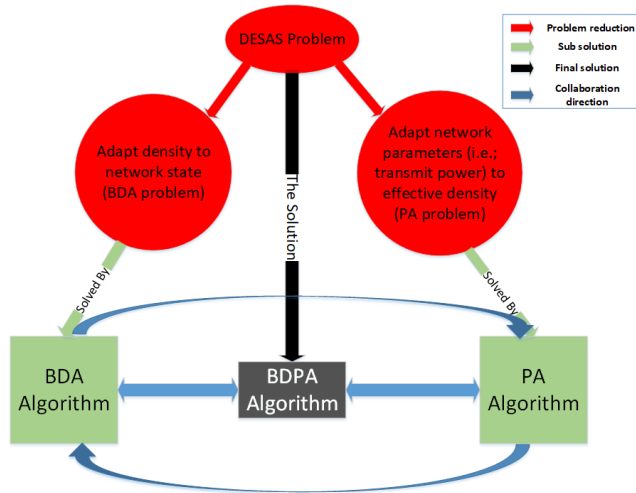 DESAS Problem
Problem reduction
Sub solution
Final solution
Collaboration
direction
Adapt density to
network state
(BDA problem)
Adapt network
parameters (i.e.;
transmit power) to
effective density
(PA problem)
The Solution
Solved By
Solved By
BDA
Algorithm
BDPA
Algorithm
PA
Algorithm